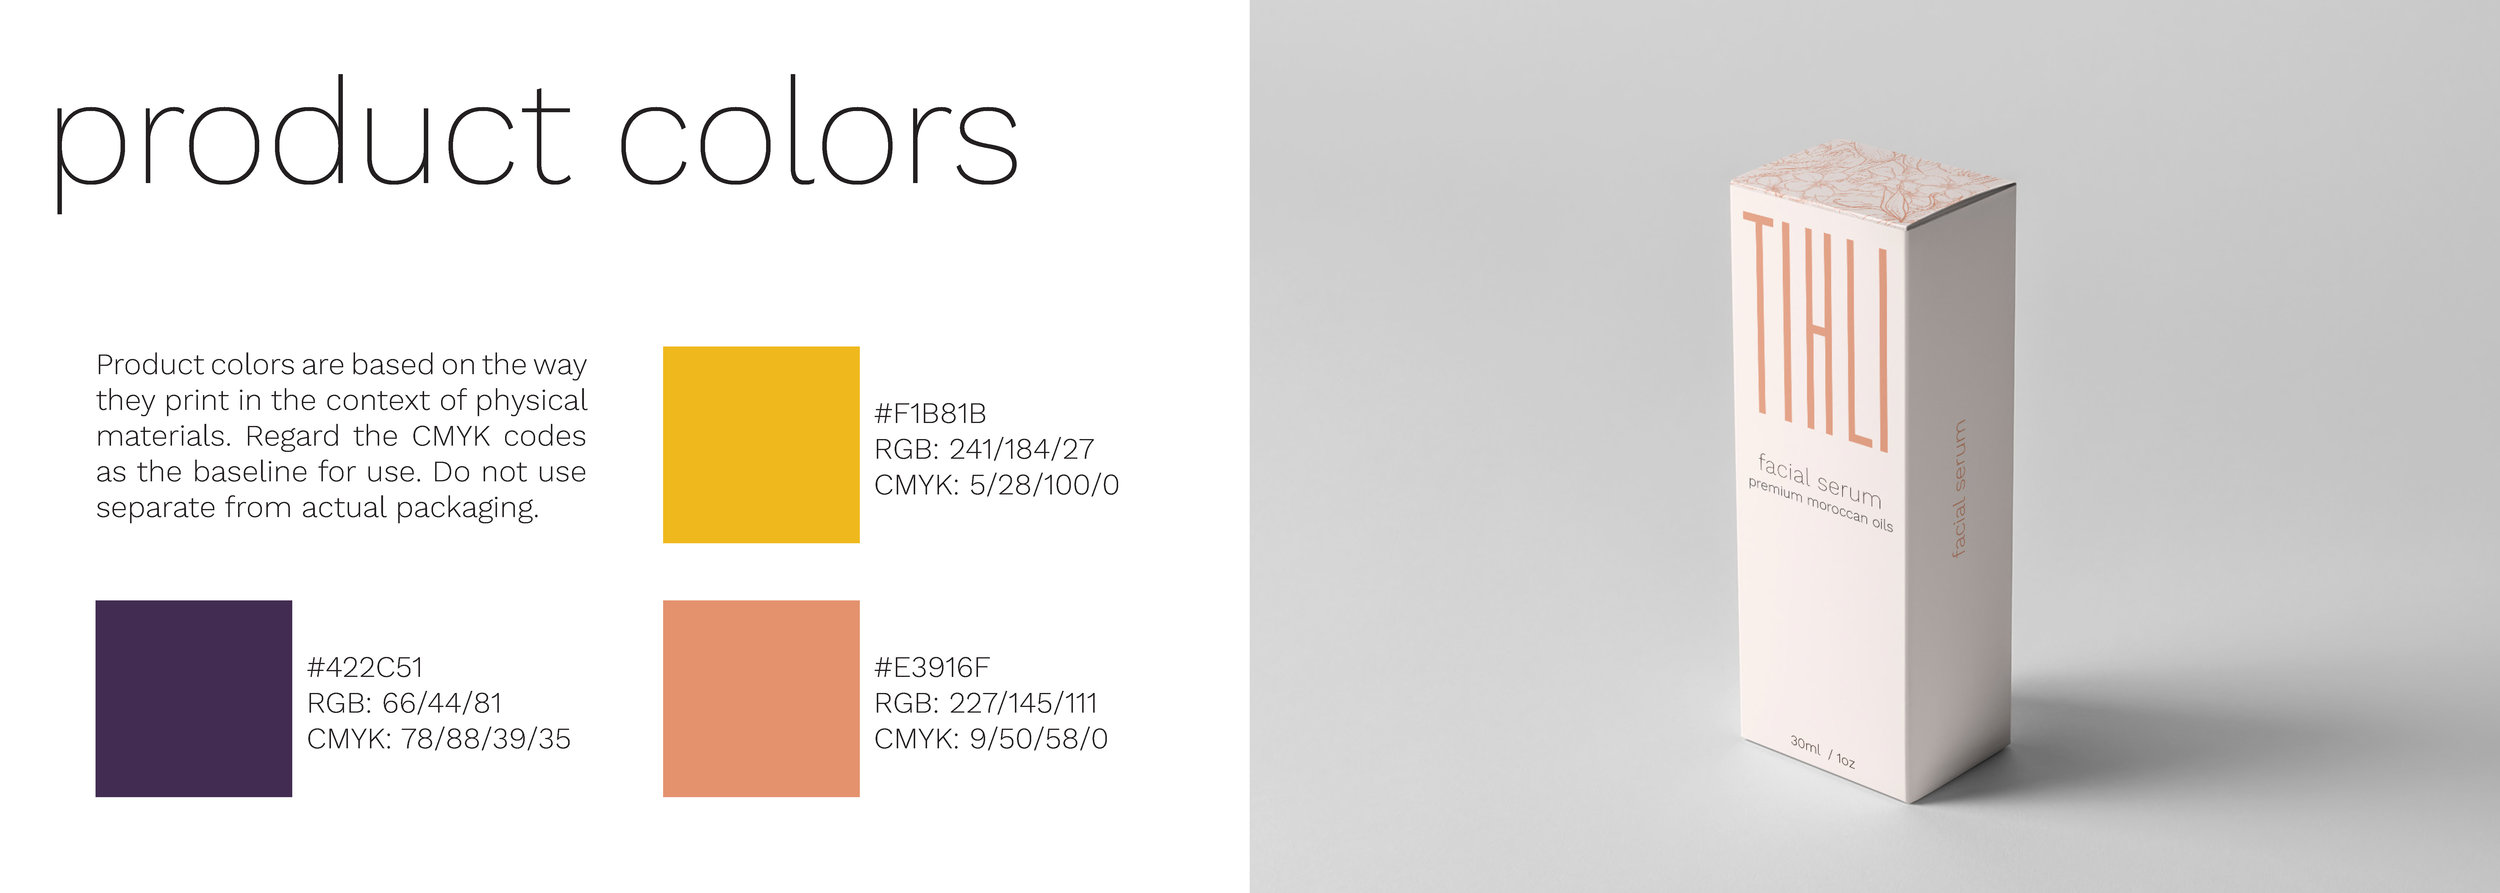 product colors
Product colors are based on the way
they print in the context of physical
materials. Regard the CMYK codes
as the baseline for use. Do not use
separate from actual packaging.
#F1B81B
RGB: 241/184/27
CMYK: 5/28/100/0
#422C51
RGB: 66/44/81
CMYK: 78/88/39/35
#E3916F
RGB: 227/145/111
CMYK: 9/50/58/0
TIHLI
facial serum
premium moroccan oils
30ml / 1oz
facial serum